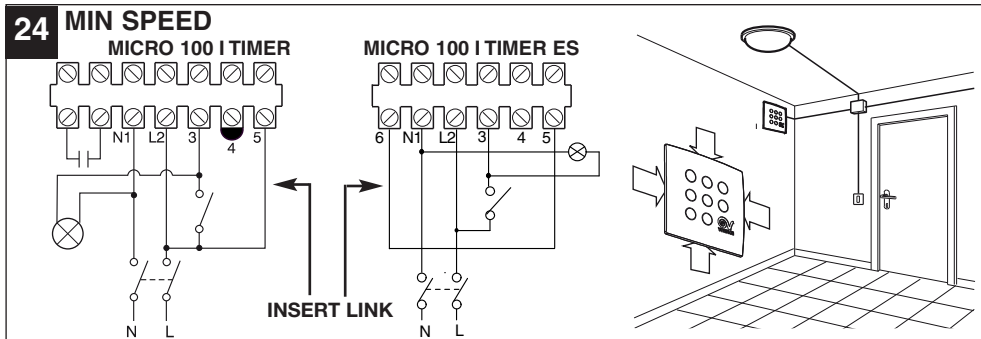 24 MIN SPEED
MICRO 100 I TIMER
N1 L2 3 4 5
INSERT LINK
N L
MICRO 100 I TIMER ES
6 N1 L2 3 4 5
N L